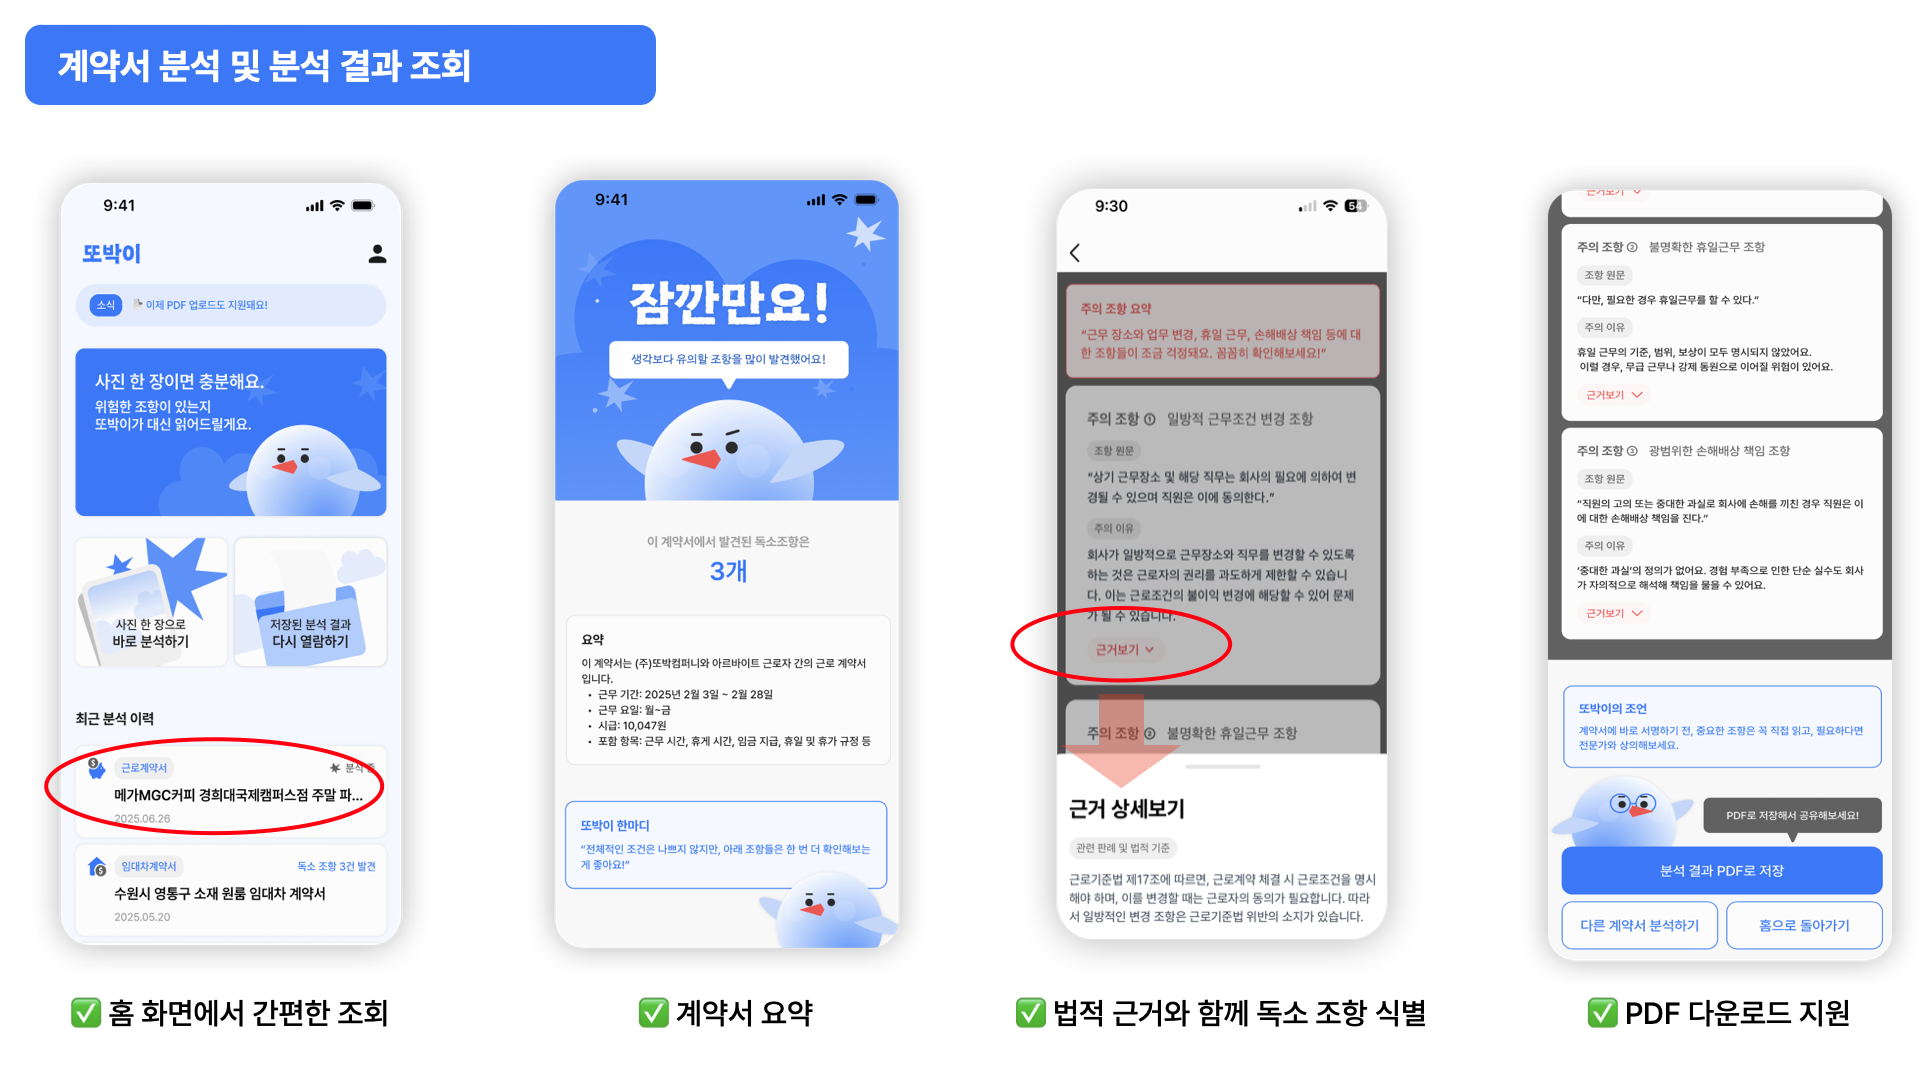 계약서 분석 및 분석 결과 조회
9:41
또박이
소식 이제 PDF 업로드도 지원돼요!
사진 한 장이면 충분해요.
위험한 조항이 있는지
또박이가 대신 읽어드릴게요.
사진 한 장으로
바로 분석하기
저장된 분석 결과
다시 열람하기
최근 분석 이력
근로계약서 분석 중
메가MGC커피 경희대국제캠퍼스점 주말 파...
2025.06.26
임대차계약서 독소 조항 3건 발견
수원시 영통구 소재 원룸 임대차 계약서
2025.05.20
✅ 홈 화면에서 간편한 조회
9:41
잠깐만요!
생각보다 유의할 조항을 많이 발견했어요!
이 계약서에서 발견된 독소조항은
3개
요약
이 계약서는 (주)또박컴퍼니와 아르바이트 근로자 간의 근로 계약서
입니다.
• 근무 기간: 2025년 2월 3일 ~ 2월 28일
• 근무 요일: 월~금
• 시급: 10,047원
• 포함 항목: 근무 시간, 휴게 시간, 임금 지급, 휴일 및 휴가 규정 등
또박이 한마디
“전체적인 조건은 나쁘지 않지만, 아래 조항들은 한 번 더 확인해보는
게 좋아요!”
✅ 계약서 요약
9:30 54
주의 조항 요약
“근무 장소와 업무 변경, 휴일 근무, 손해배상 책임 등에 대
한 조항들이 조금 걱정돼요. 꼼꼼히 확인해보세요!”
주의 조항 ① 일방적 근무조건 변경 조항
조항 원문
“상기 근무장소 및 해당 직무는 회사의 필요에 의하여 변
경될 수 있으며 직원은 이에 동의한다.”
주의 이유
회사가 일방적으로 근무장소와 직무를 변경할 수 있도록
하는 것은 근로자의 권리를 과도하게 제한할 수 있습니
다. 이는 근로조건의 불이익 변경에 해당할 수 있어 문제
가 될 수 있습니다.
근거보기
주의 조항 ② 불명확한 휴일근무 조항
근거 상세보기
관련 판례 및 법적 기준
근로기준법 제17조에 따르면, 근로계약 체결 시 근로조건을 명시
해야 하며, 이를 변경할 때는 근로자의 동의가 필요합니다. 따라
서 일방적인 변경 조항은 근로기준법 위반의 소지가 있습니다.
✅ 법적 근거와 함께 독소 조항 식별
근거보기
주의 조항 ② 불명확한 휴일근무 조항
조항 원문
“다만, 필요한 경우 휴일근무를 할 수 있다.”
주의 이유
휴일 근무의 기준, 범위, 보상이 모두 명시되지 않았어요.
이럴 경우, 무급 근무나 강제 동원으로 이어질 위험이 있어요.
근거보기
주의 조항 ③ 광범위한 손해배상 책임 조항
조항 원문
“직원의 고의 또는 중대한 과실로 회사에 손해를 끼친 경우 직원은 이
에 대한 손해배상 책임을 진다.”
주의 이유
‘중대한 과실’의 정의가 없어요. 경험 부족으로 인한 단순 실수도 회사
가 자의적으로 해석해 책임을 물을 수 있어요.
근거보기
또박이의 조언
계약서에 바로 서명하기 전, 중요한 조항은 꼭 직접 읽고, 필요하다면
전문가와 상의해보세요.
PDF로 저장해서 공유해보세요!
분석 결과 PDF로 저장
다른 계약서 분석하기
홈으로 돌아가기
✅ PDF 다운로드 지원